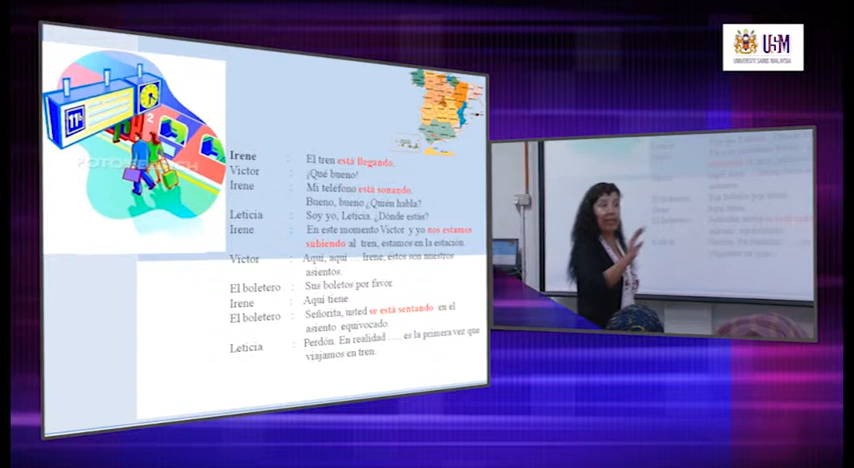 USM
UNIVERSITI SAINS MALAYSIA
11
2
Irene : El tren está llegando.
Victor : ¡Qué bueno!
Irene : Mi teléfono está sonando.
Bueno, bueno ¿Quién habla?
Leticia : Soy yo, Leticia. ¿Dónde estás?
Irene : En este momento Victor y yo nos estamos
subiendo al tren, estamos en la estación.
Victor : Aquí, aquí … Irene, éstos son nuestros
asientos.
El boletero : Sus boletos por favor.
Irene : Aquí tiene.
El boletero : Señorita, usted se está sentando en el
asiento equivocado.
Leticia : Perdón. En realidad ….. es la primera vez que
viajamos en tren.